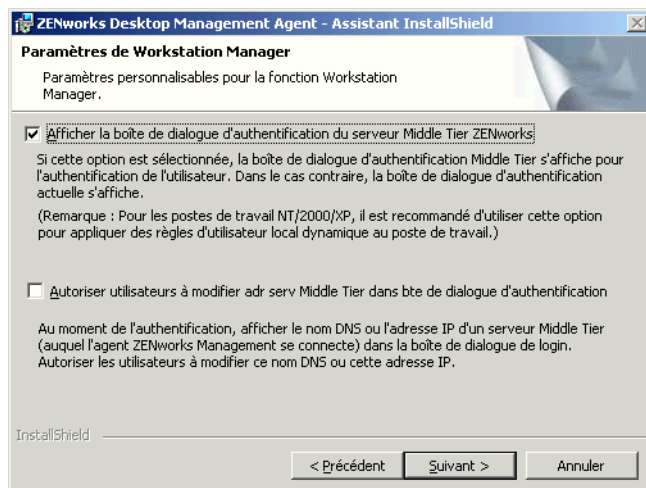 ZENworks Desktop Management Agent - Assistant InstallShield
Paramètres de Workstation Manager
Paramètres personnalisables pour la fonction Workstation
Manager.
Afficher la boîte de dialogue d'authentification du serveur Middle Tier ZENworks
Si cette option est sélectionnée, la boîte de dialogue d'authentification Middle Tier s'affiche pour
l'authentification de l'utilisateur. Dans le cas contraire, la boîte de dialogue d'authentification
actuelle s'affiche.
(Remarque : Pour les postes de travail NT/2000/XP, il est recommandé d'utiliser cette option
pour appliquer des règles d'utilisateur local dynamique au poste de travail.)
Autoriser utilisateurs à modifier adr serv Middle Tier dans bte de dialogue d'authentification
Au moment de l'authentification, afficher le nom DNS ou l'adresse IP d'un serveur Middle Tier
(auquel l'agent ZENworks Management se connecte) dans la boîte de dialogue de login.
Autoriser les utilisateurs à modifier ce nom DNS ou cette adresse IP.
InstallShield
< Précédent Suivant > Annuler